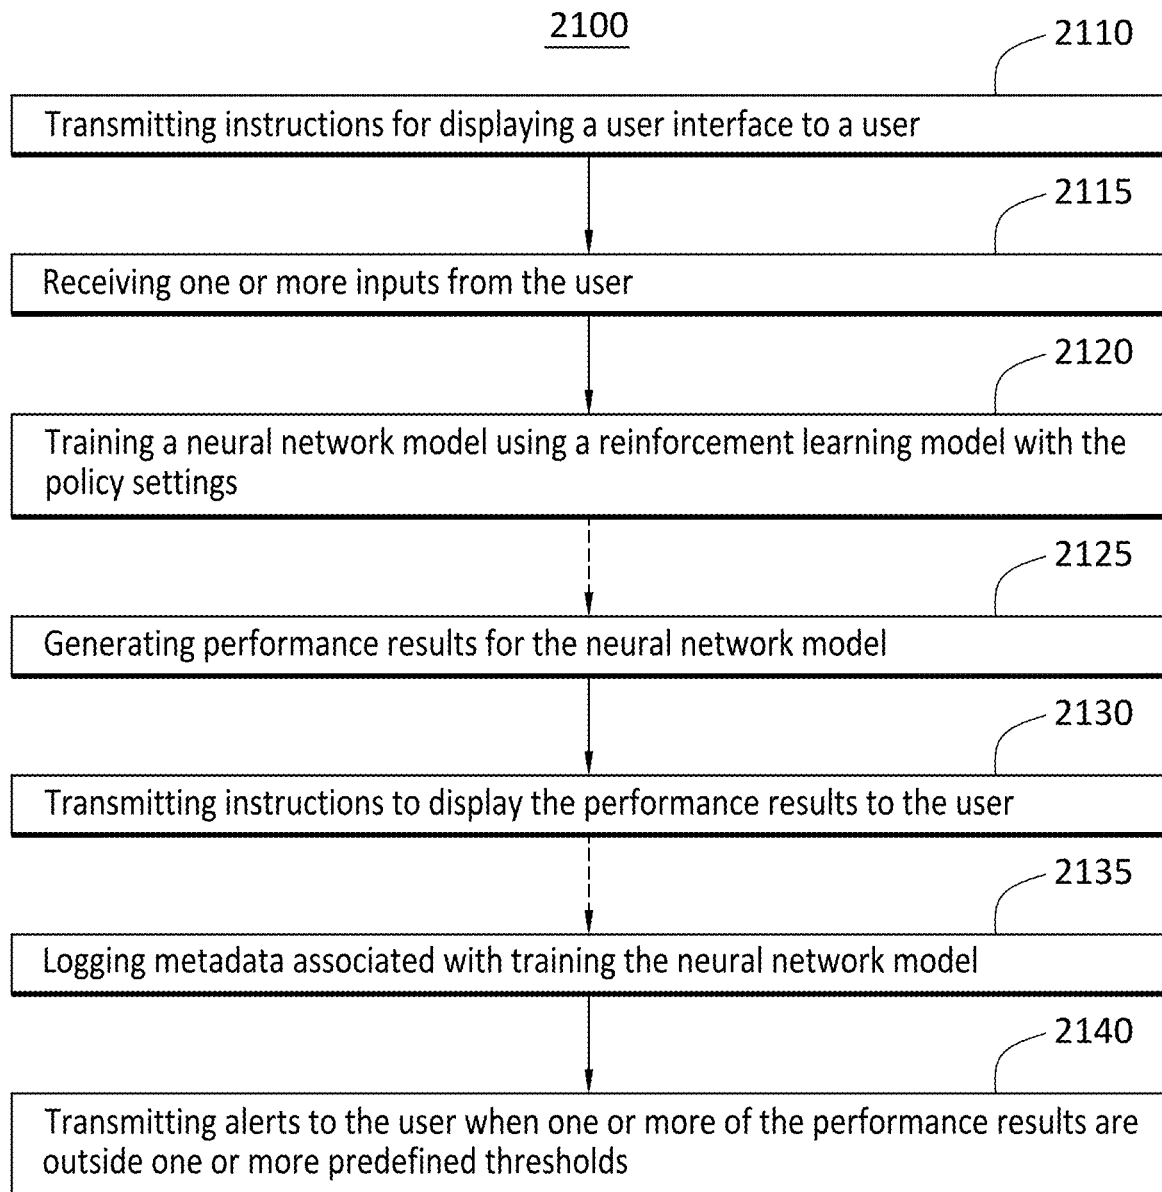 2100
2110
Transmitting instructions for displaying a user interface to a user
2115
Receiving one or more inputs from the user
2120
Training a neural network model using a reinforcement learning model with the
policy settings
2125
Generating performance results for the neural network model
2130
Transmitting instructions to display the performance results to the user
2135
Logging metadata associated with training the neural network model
2140
Transmitting alerts to the user when one or more of the performance results are
outside one or more predefined thresholds